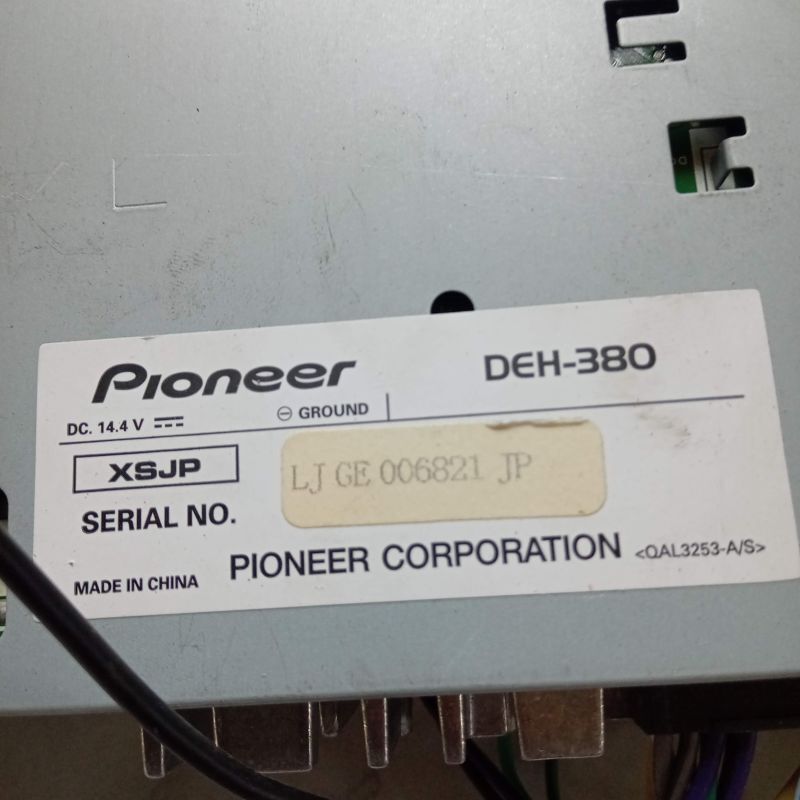 Pioneer
DEH-380
DC. 14.4 V ⎓
⊖ GROUND
XSJP
LJ GE 006821 JP
SERIAL NO.
PIONEER CORPORATION <QAL3253-A/S>
MADE IN CHINA